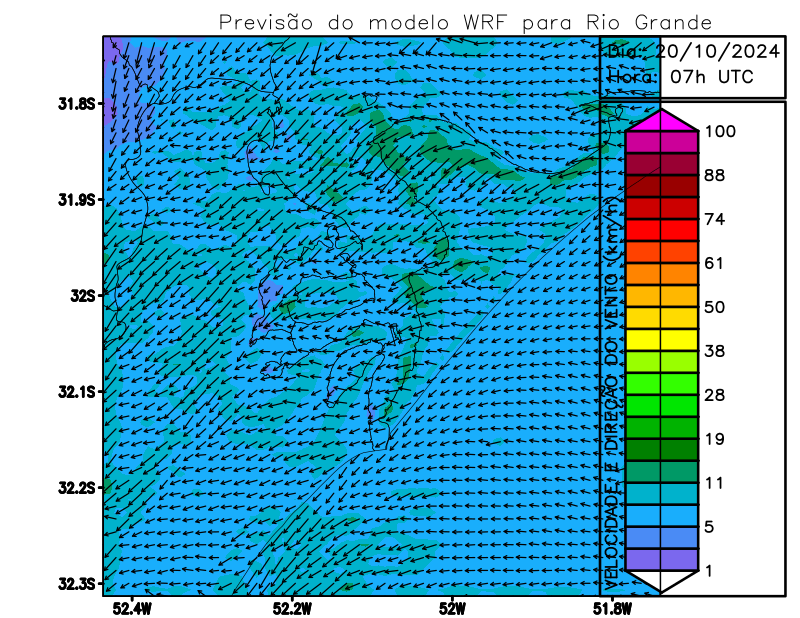 Previsão do modelo WRF para Rio Grande
Dia: 20/10/2024
Hora: 07h UTC
31.8S
31.9S
32S
32.1S
32.2S
32.3S
52.4W
52.2W
52W
51.8W
VELOCIDADE E DIREÇÃO DO VENTO (km/h)
100
88
74
61
50
38
28
19
11
5
1